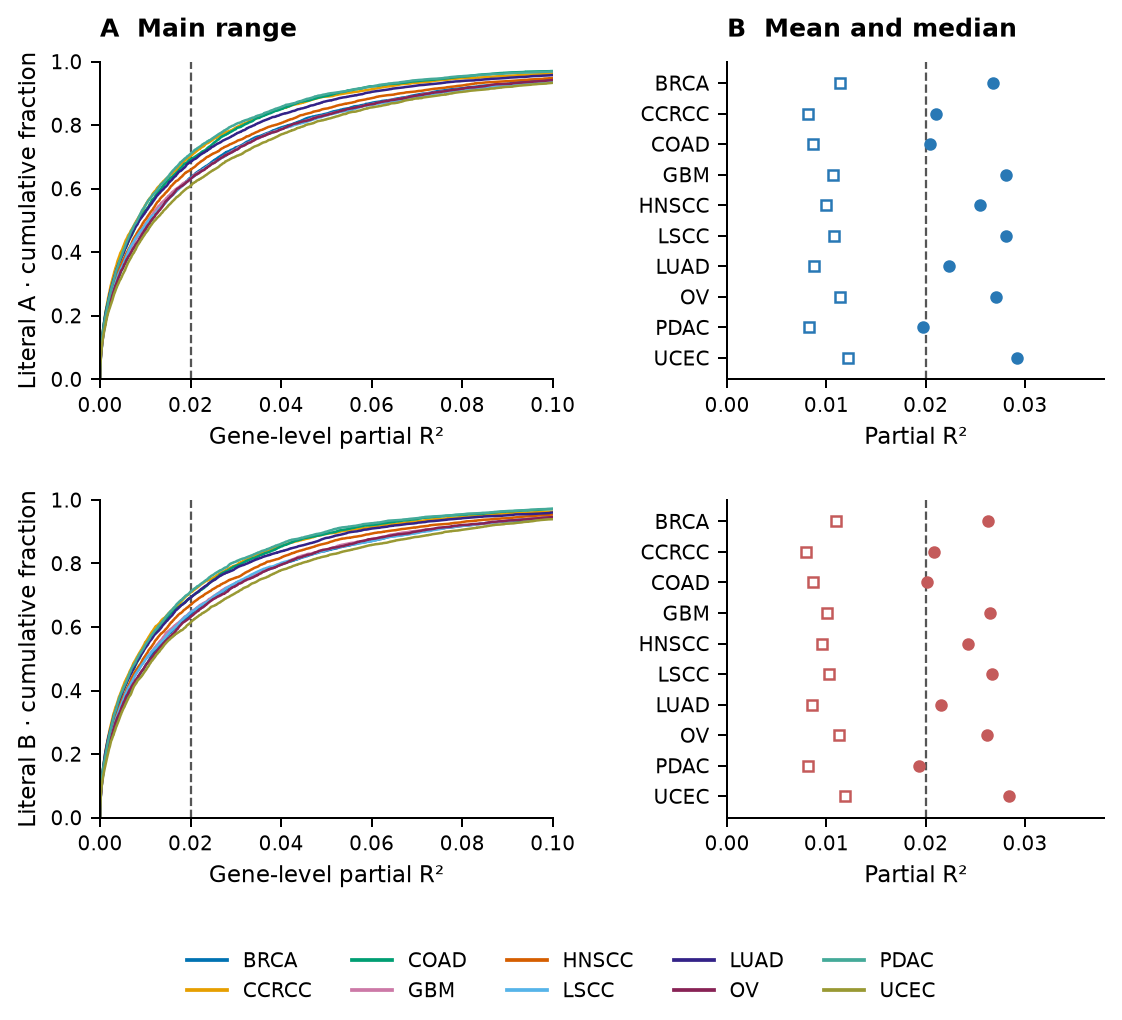 A Main range
Literal A · cumulative fraction
1.0
0.8
0.6
0.4
0.2
0.0
0.00 0.02 0.04 0.06 0.08 0.10
Gene-level partial R²
B Mean and median
BRCA
CCRCC
COAD
GBM
HNSCC
LSCC
LUAD
OV
PDAC
UCEC
0.00 0.01 0.02 0.03
Partial R²
Literal B · cumulative fraction
1.0
0.8
0.6
0.4
0.2
0.0
0.00 0.02 0.04 0.06 0.08 0.10
Gene-level partial R²
BRCA
CCRCC
COAD
GBM
HNSCC
LSCC
LUAD
OV
PDAC
UCEC
0.00 0.01 0.02 0.03
Partial R²
BRCA COAD HNSCC LUAD PDAC
CCRCC GBM LSCC OV UCEC